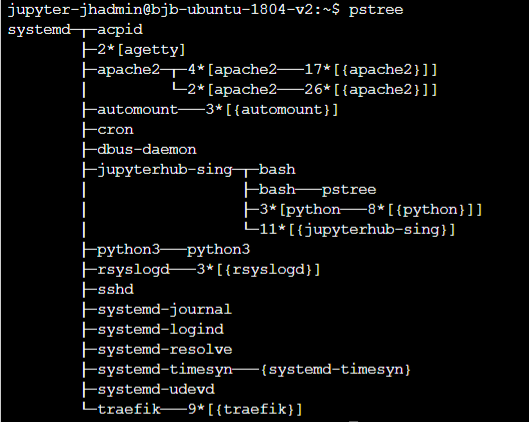 jupyter-jhadmin@bjb-ubuntu-1804-v2:~$ pstree
systemd─┬─acpid
        ├─2*[agetty]
        ├─apache2─┬─4*[apache2───17*[{apache2}]]
        │         └─2*[apache2───26*[{apache2}]]
        ├─automount───3*[{automount}]
        ├─cron
        ├─dbus-daemon
        ├─jupyterhub-sing─┬─bash
        │                 ├─bash───pstree
        │                 ├─3*[python───8*[{python}]]
        │                 └─11*[{jupyterhub-sing}]
        ├─python3───python3
        ├─rsyslogd───3*[{rsyslogd}]
        ├─sshd
        ├─systemd-journal
        ├─systemd-logind
        ├─systemd-resolve
        ├─systemd-timesyn───{systemd-timesyn}
        ├─systemd-udevd
        └─traefik───9*[{traefik}]